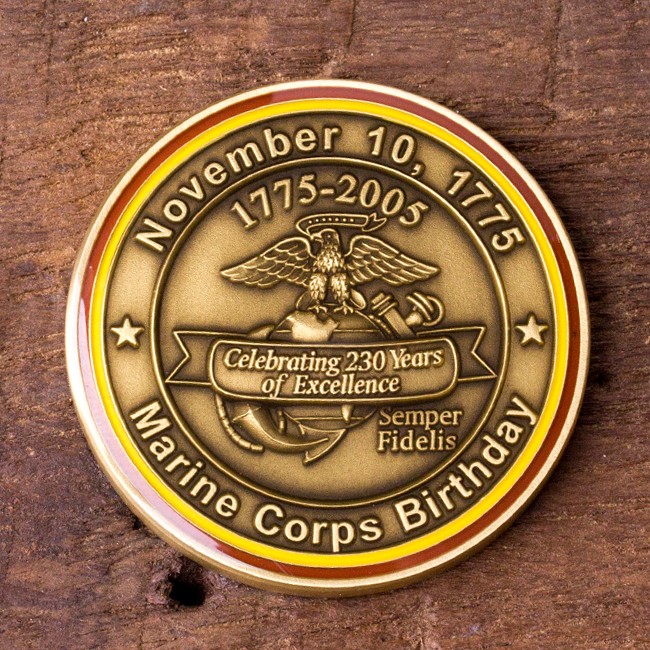 November 10, 1775
1775-2005
Celebrating 230 Years
of Excellence
Semper
Fidelis
Marine Corps Birthday